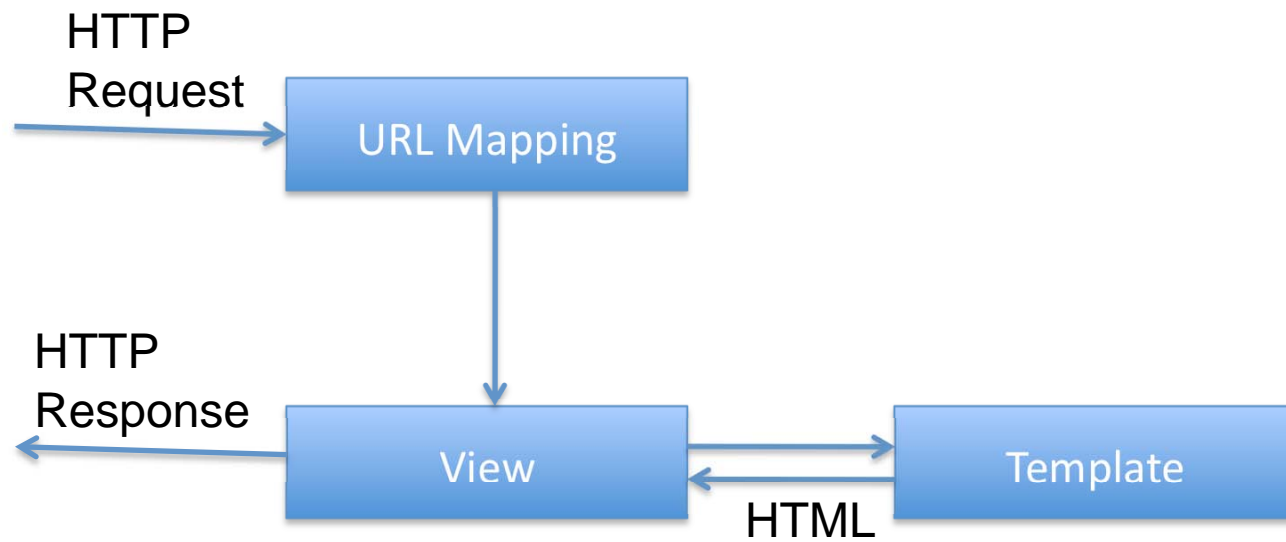 HTTP
Request
URL Mapping
HTTP
Response
View
Template
HTML